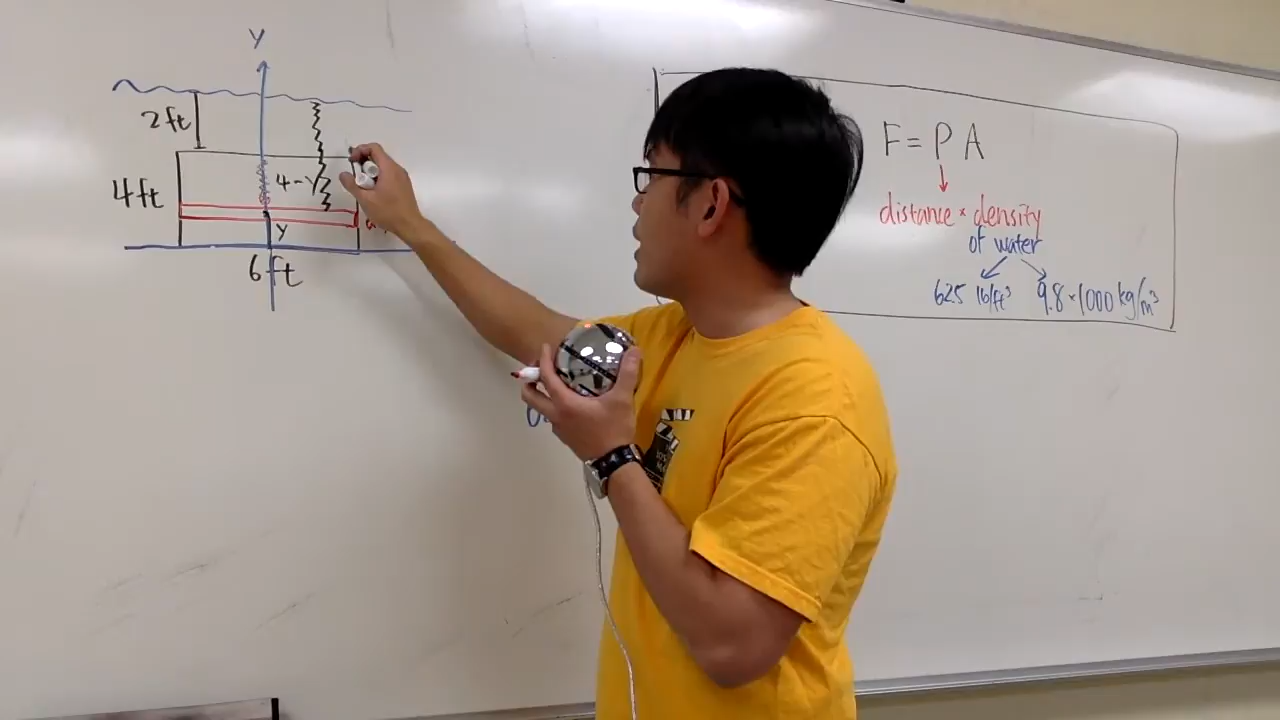 y
2ft
4ft
4-y
y
6ft
F = P A
distance × density
of water
62.5 lb/ft³
9.8 × 1000 kg/m³